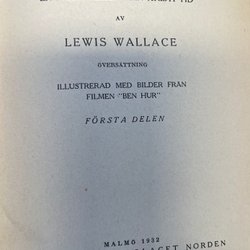 AV
LEWIS WALLACE
ÖVERSÄTTNING
ILLUSTRERAD MED BILDER FRÅN
FILMEN "BEN HUR"
FÖRSTA DELEN
MALMÖ 1932
NORDEN